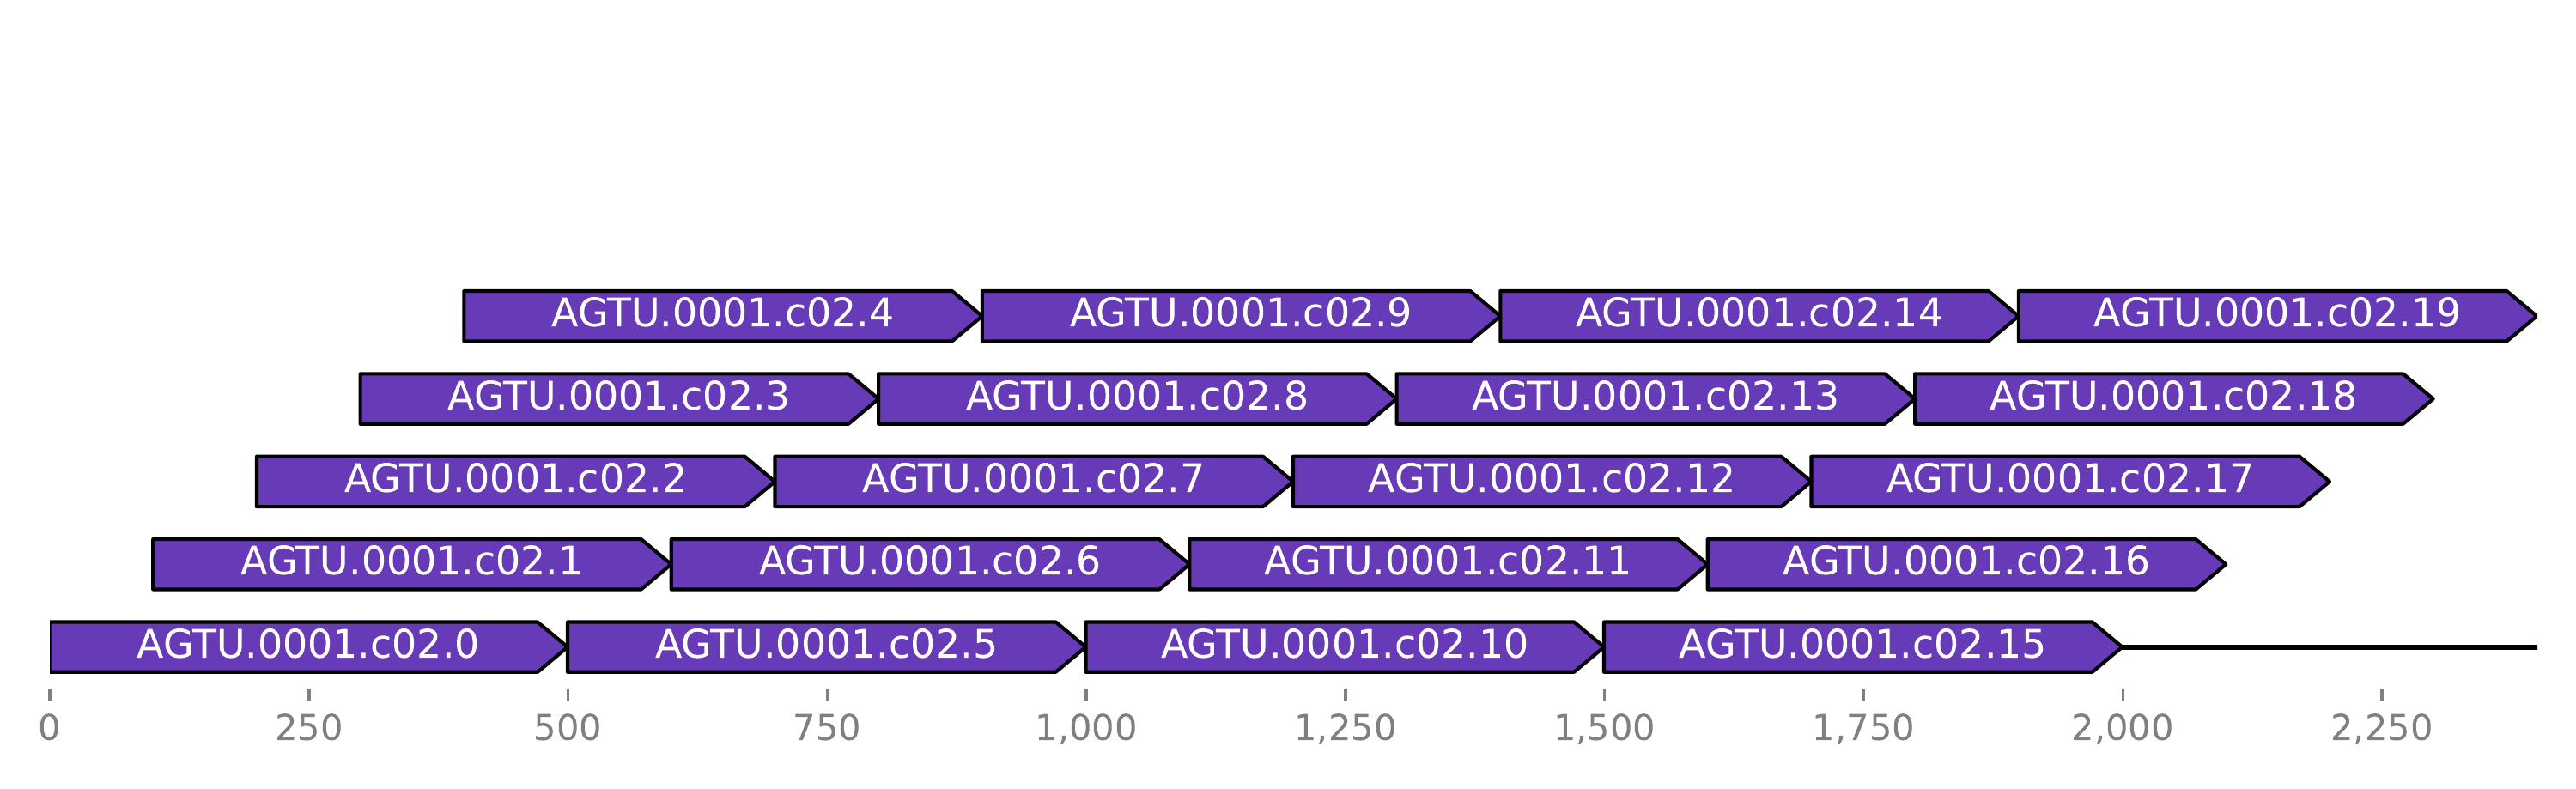 AGTU.0001.c02.4 AGTU.0001.c02.9 AGTU.0001.c02.14 AGTU.0001.c02.19
AGTU.0001.c02.3 AGTU.0001.c02.8 AGTU.0001.c02.13 AGTU.0001.c02.18
AGTU.0001.c02.2 AGTU.0001.c02.7 AGTU.0001.c02.12 AGTU.0001.c02.17
AGTU.0001.c02.1 AGTU.0001.c02.6 AGTU.0001.c02.11 AGTU.0001.c02.16
AGTU.0001.c02.0 AGTU.0001.c02.5 AGTU.0001.c02.10 AGTU.0001.c02.15
0 250 500 750 1,000 1,250 1,500 1,750 2,000 2,250